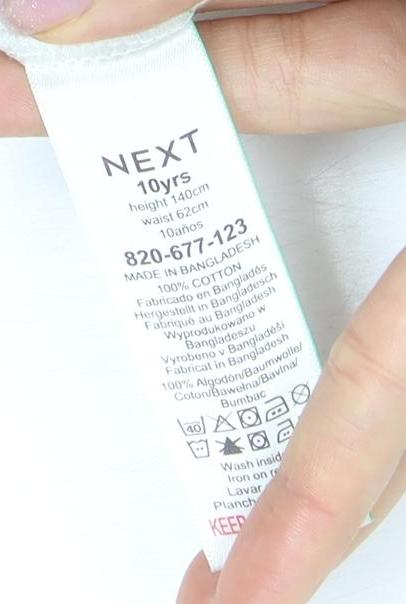 NEXT
10yrs
height 140cm
waist 62cm
10años
820-677-123
MADE IN BANGLADESH
100% COTTON
Fabricado en Bangladés
Hergestellt in Bangladesch
Fabriqué au Bangladesh
Wyprodukowano w
Bangladeszu
Vyrobeno v Bangladéši
Fabricat in Bangladesh
100% Algodón/Baumwolle/
Coton/Bawełna/Bavlna/
Bumbac
40
Wash insid
Iron on re
Lavar
Planch
KEEP